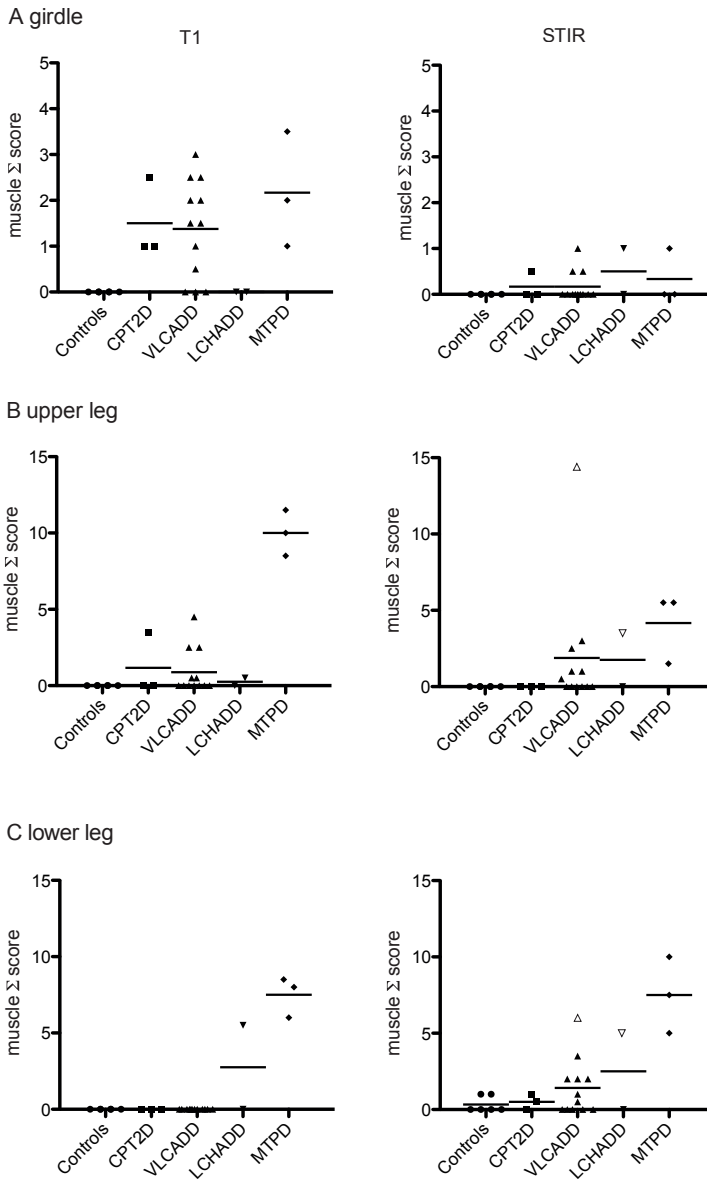 A girdle
T1
STIR
muscle Σ score
5
4
3
2
1
0
Controls
CPT2D
VLCADD
LCHADD
MTPD
muscle Σ score
5
4
3
2
1
0
Controls
CPT2D
VLCADD
LCHADD
MTPD
B upper leg
muscle Σ score
15
10
5
0
Controls
CPT2D
VLCADD
LCHADD
MTPD
muscle Σ score
15
10
5
0
Controls
CPT2D
VLCADD
LCHADD
MTPD
C lower leg
muscle Σ score
15
10
5
0
Controls
CPT2D
VLCADD
LCHADD
MTPD
muscle Σ score
15
10
5
0
Controls
CPT2D
VLCADD
LCHADD
MTPD